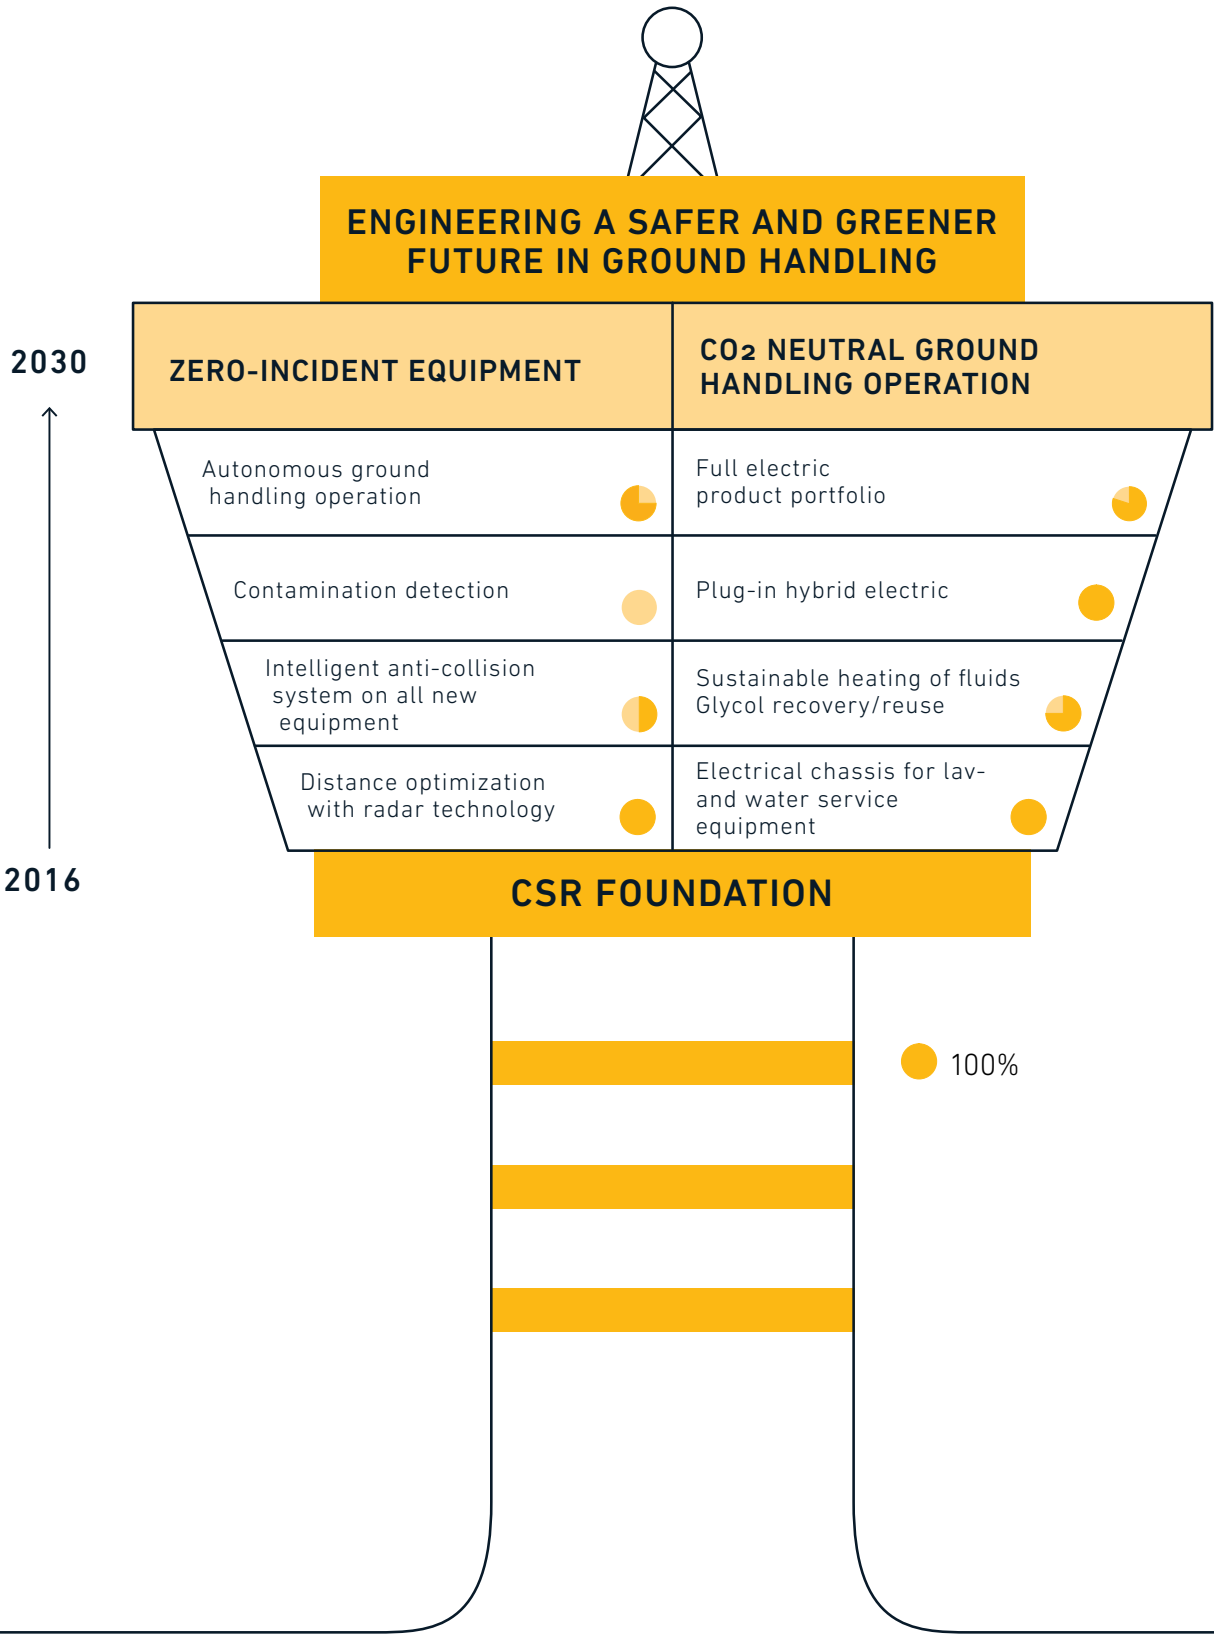 ENGINEERING A SAFER AND GREENER
FUTURE IN GROUND HANDLING
2030
ZERO-INCIDENT EQUIPMENT
CO2 NEUTRAL GROUND
HANDLING OPERATION
Autonomous ground
handling operation
Full electric
product portfolio
Contamination detection
Plug-in hybrid electric
Intelligent anti-collision
system on all new
equipment
Sustainable heating of fluids
Glycol recovery/reuse
Distance optimization
with radar technology
Electrical chassis for lav-
and water service
equipment
2016
CSR FOUNDATION
100%